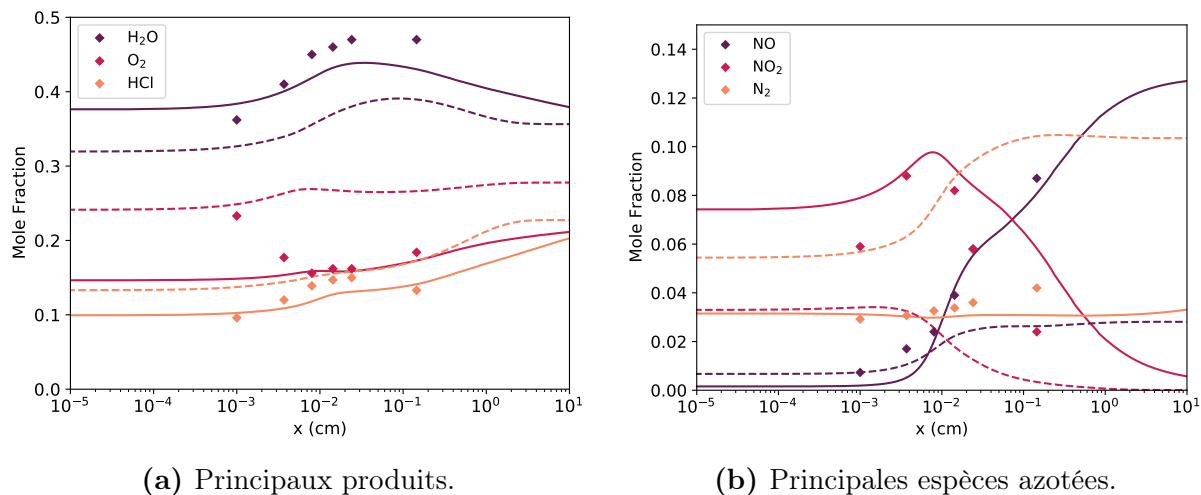 H₂O
O₂
HCl
0.5
0.4
0.3
0.2
0.1
0.0
Mole Fraction
10⁻⁵ 10⁻⁴ 10⁻³ 10⁻² 10⁻¹ 10⁰ 10¹
x (cm)
(a) Principaux produits.
NO
NO₂
N₂
0.14
0.12
0.10
0.08
0.06
0.04
0.02
0.00
Mole Fraction
10⁻⁵ 10⁻⁴ 10⁻³ 10⁻² 10⁻¹ 10⁰ 10¹
x (cm)
(b) Principales espèces azotées.